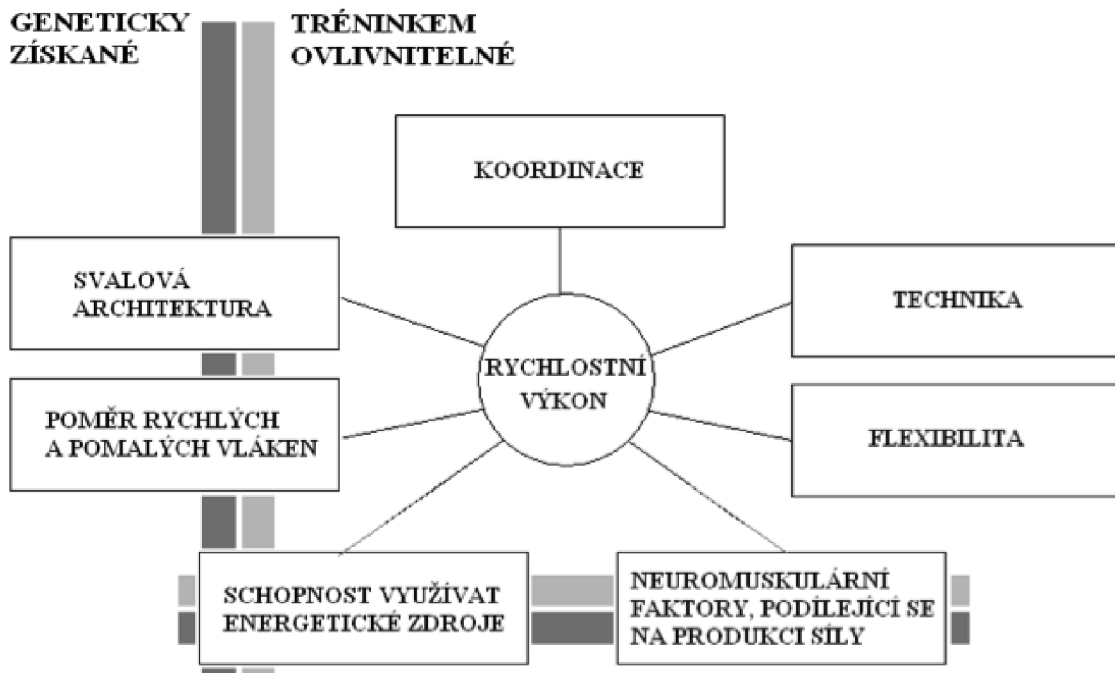 GENETICKY
ZÍSKANÉ
TRÉNINKEM
OVLIVNITELNÉ
KOORDINACE
SVALOVÁ
ARCHITEKTURA
TECHNIKA
RYCHLOSTNÍ
VÝKON
POMĚR RYCHLÝCH
A POMALÝCH VLÁKEN
FLEXIBILITA
SCHOPNOST VYUŽÍVAT
ENERGETICKÉ ZDROJE
NEUROMUSKULÁRNÍ
FAKTORY, PODÍLEJÍCÍ SE
NA PRODUKCI SÍLY